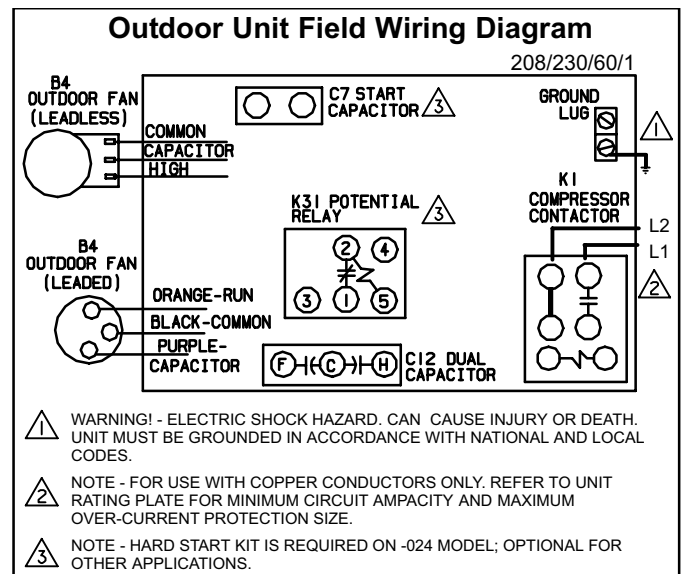 Outdoor Unit Field Wiring Diagram
208/230/60/1
B4
OUTDOOR FAN
(LEADLESS)
COMMON
CAPACITOR
HIGH
C7 START
CAPACITOR
3
GROUND
LUG
1
K31 POTENTIAL
RELAY
3
2 4
3 1 5
K1
COMPRESSOR
CONTACTOR
L2
L1
2
B4
OUTDOOR FAN
(LEADED)
ORANGE-RUN
BLACK-COMMON
PURPLE-
CAPACITOR
F C H
C12 DUAL
CAPACITOR
1 WARNING! - ELECTRIC SHOCK HAZARD. CAN CAUSE INJURY OR DEATH.
UNIT MUST BE GROUNDED IN ACCORDANCE WITH NATIONAL AND LOCAL
CODES.
2 NOTE - FOR USE WITH COPPER CONDUCTORS ONLY. REFER TO UNIT
RATING PLATE FOR MINIMUM CIRCUIT AMPACITY AND MAXIMUM
OVER-CURRENT PROTECTION SIZE.
3 NOTE - HARD START KIT IS REQUIRED ON -024 MODEL; OPTIONAL FOR
OTHER APPLICATIONS.